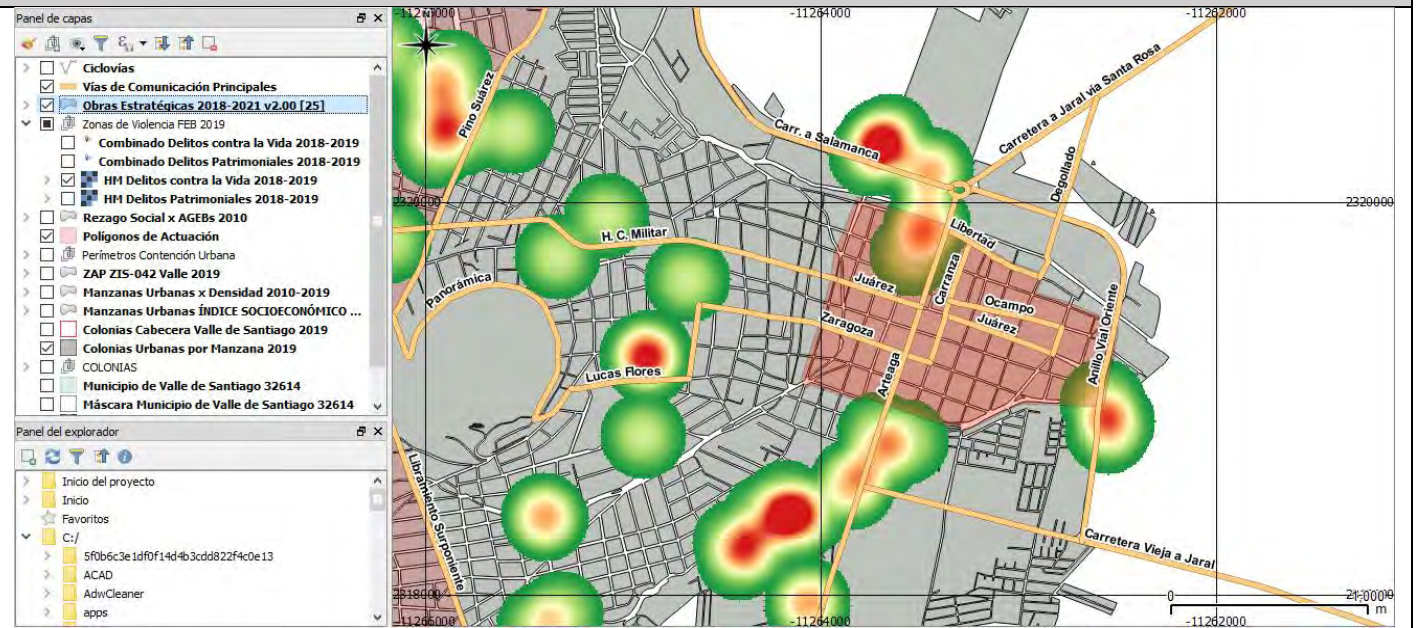 Panel de capas
Ciclovías
Vías de Comunicación Principales
Obras Estratégicas 2018-2021 v2.00 [25]
Zonas de Violencia FEB 2019
Combinado Delitos contra la Vida 2018-2019
Combinado Delitos Patrimoniales 2018-2019
HM Delitos contra la Vida 2018-2019
HM Delitos Patrimoniales 2018-2019
Rezago Social x AGEBs 2010
Polígonos de Actuación
Perímetros Contención Urbana
ZAP ZIS-042 Valle 2019
Manzanas Urbanas x Densidad 2010-2019
Manzanas Urbanas ÍNDICE SOCIOECONÓMICO ...
Colonias Cabecera Valle de Santiago 2019
Colonias Urbanas por Manzana 2019
COLONIAS
Municipio de Valle de Santiago 32614
Máscara Municipio de Valle de Santiago 32614
Panel del explorador
Inicio del proyecto
Inicio
Favoritos
C:/
5f0b6c3e1df0f14d4b3cdd822f4c0e13
ACAD
AdwCleaner
apps
-11264000
-11262000
Pino Suárez
Carr. a Salamanca
Carretera a Jaral via Santa Rosa
Degollado
2320000
2320000
H. C. Militar
Libertad
Panorámica
Juárez
Carranza
Ocampo
Juárez
Zaragoza
Anillo Vial Oriente
Arteaga
Lucas Flores
Libramiento Surponiente
Carretera Vieja a Jaral
2318000
0
m
-11266000
-11264000
-11262000